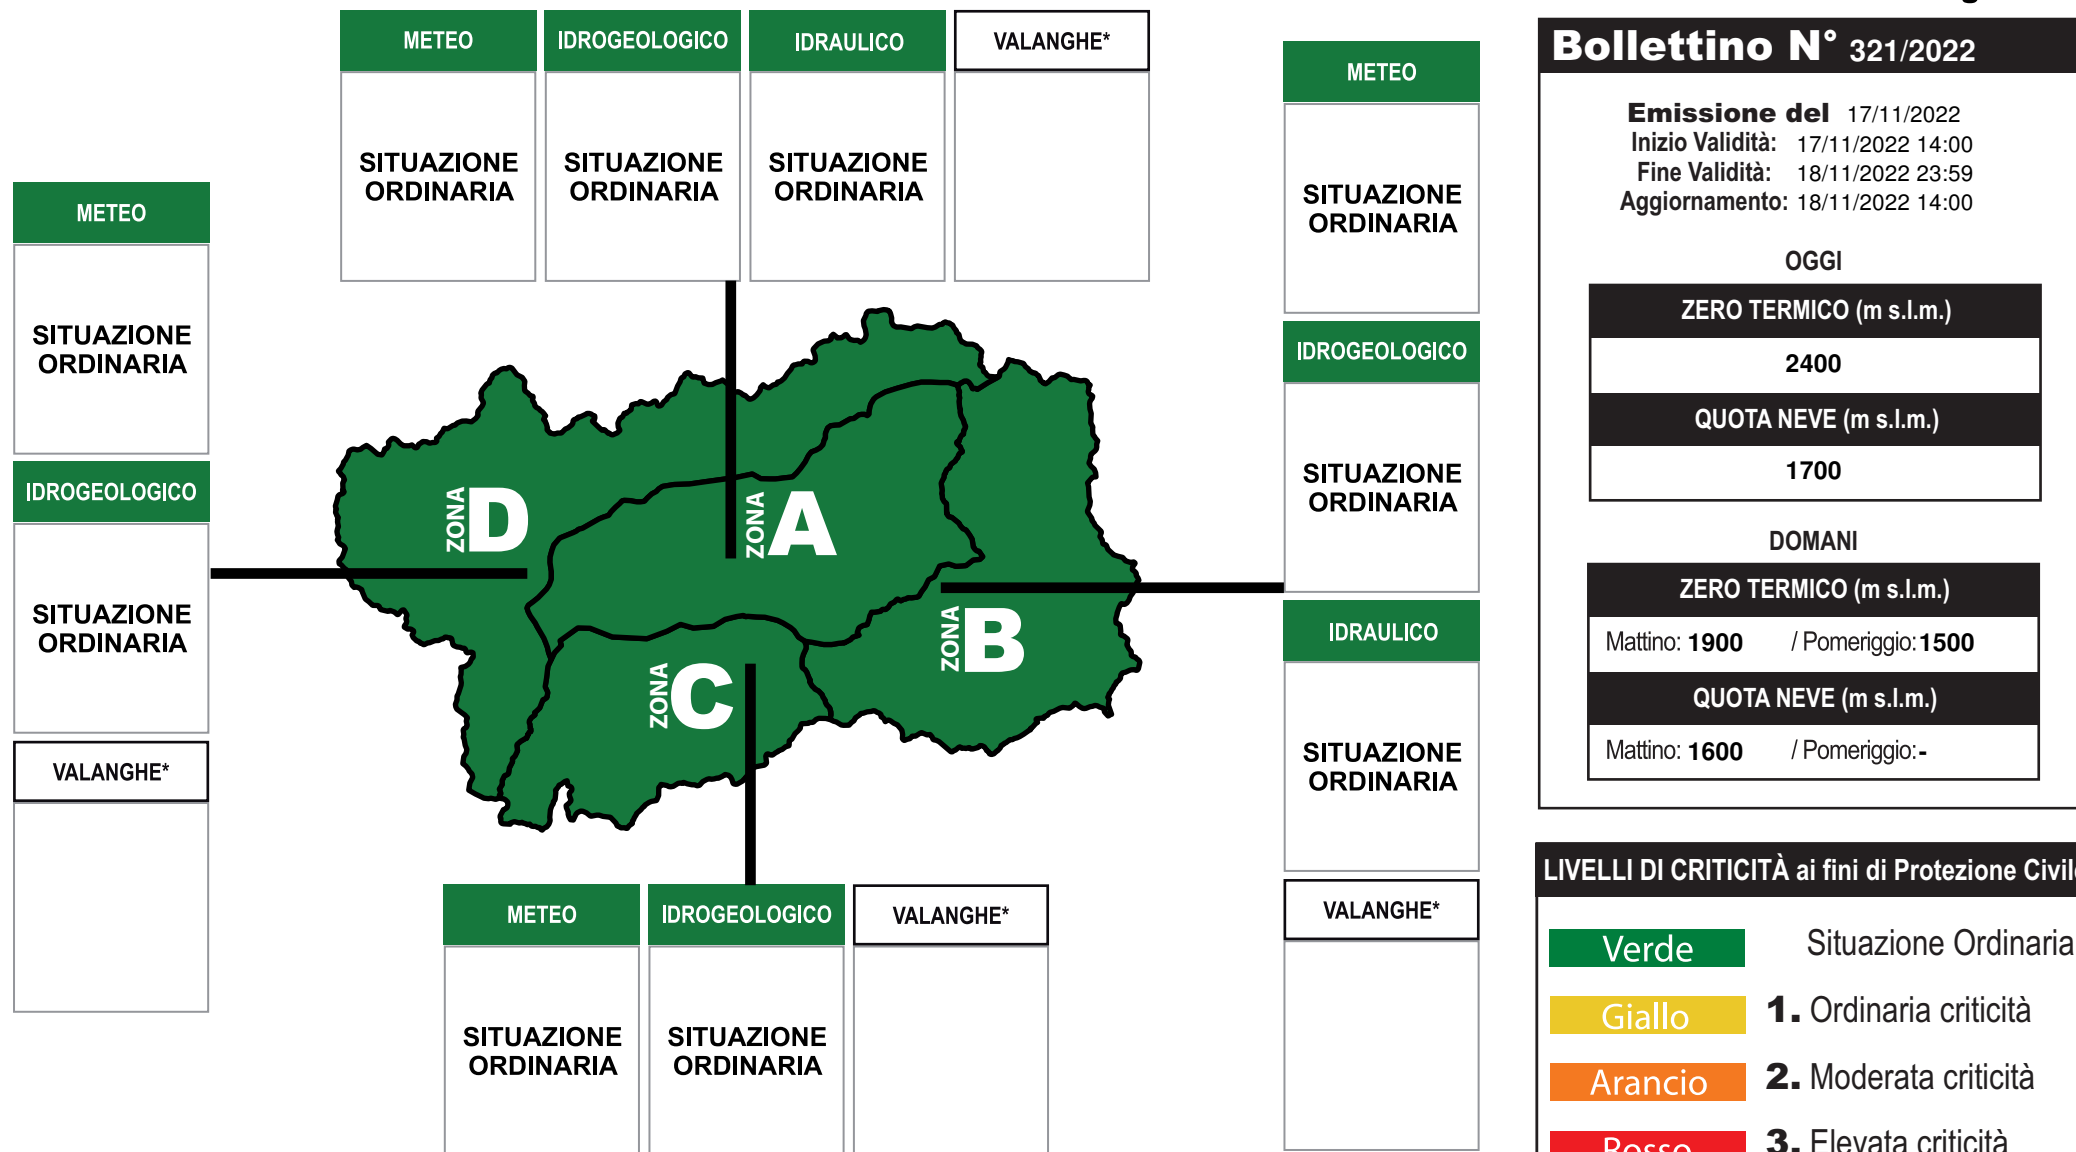 METEO IDROGEOLOGICO IDRAULICO VALANGHE*
SITUAZIONE SITUAZIONE SITUAZIONE
ORDINARIA ORDINARIA ORDINARIA
METEO
SITUAZIONE
ORDINARIA
IDROGEOLOGICO
SITUAZIONE
ORDINARIA
VALANGHE*
ZONA D
ZONA A
ZONA B
ZONA C
METEO
SITUAZIONE
ORDINARIA
IDROGEOLOGICO
SITUAZIONE
ORDINARIA
IDRAULICO
SITUAZIONE
ORDINARIA
VALANGHE*
METEO IDROGEOLOGICO VALANGHE*
SITUAZIONE SITUAZIONE
ORDINARIA ORDINARIA
Bollettino N° 321/2022
Emissione del 17/11/2022
Inizio Validità: 17/11/2022 14:00
Fine Validità: 18/11/2022 23:59
Aggiornamento: 18/11/2022 14:00
OGGI
ZERO TERMICO (m s.l.m.)
2400
QUOTA NEVE (m s.l.m.)
1700
DOMANI
ZERO TERMICO (m s.l.m.)
Mattino: 1900 / Pomeriggio: 1500
QUOTA NEVE (m s.l.m.)
Mattino: 1600 / Pomeriggio: -
LIVELLI DI CRITICITÀ ai fini di Protezione Civile
Verde Situazione Ordinaria
Giallo 1. Ordinaria criticità
Arancio 2. Moderata criticità
Rosso 3. Elevata criticità